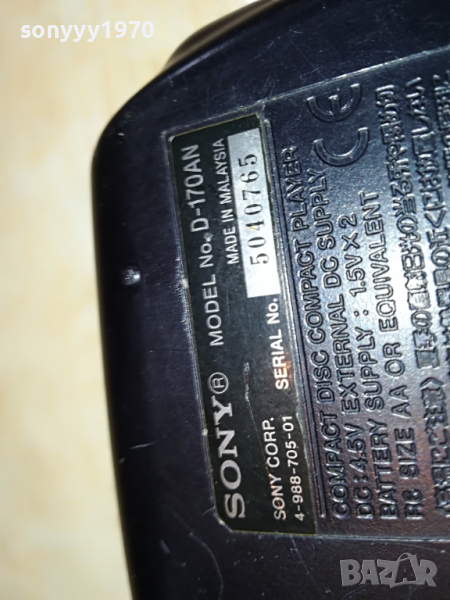 sonyyy1970
SONY® MODEL No. D-170AN
MADE IN MALAYSIA
SONY CORP.
4-988-705-01 SERIAL No. 5040765
COMPACT DISC COMPACT PLAYER
DC:4.5V EXTERNAL DC SUPPLY
BATTERY SUPPLY: 1.5V X 2
R6 SIZE AA OR EQUIVALENT
CE
BAZAR